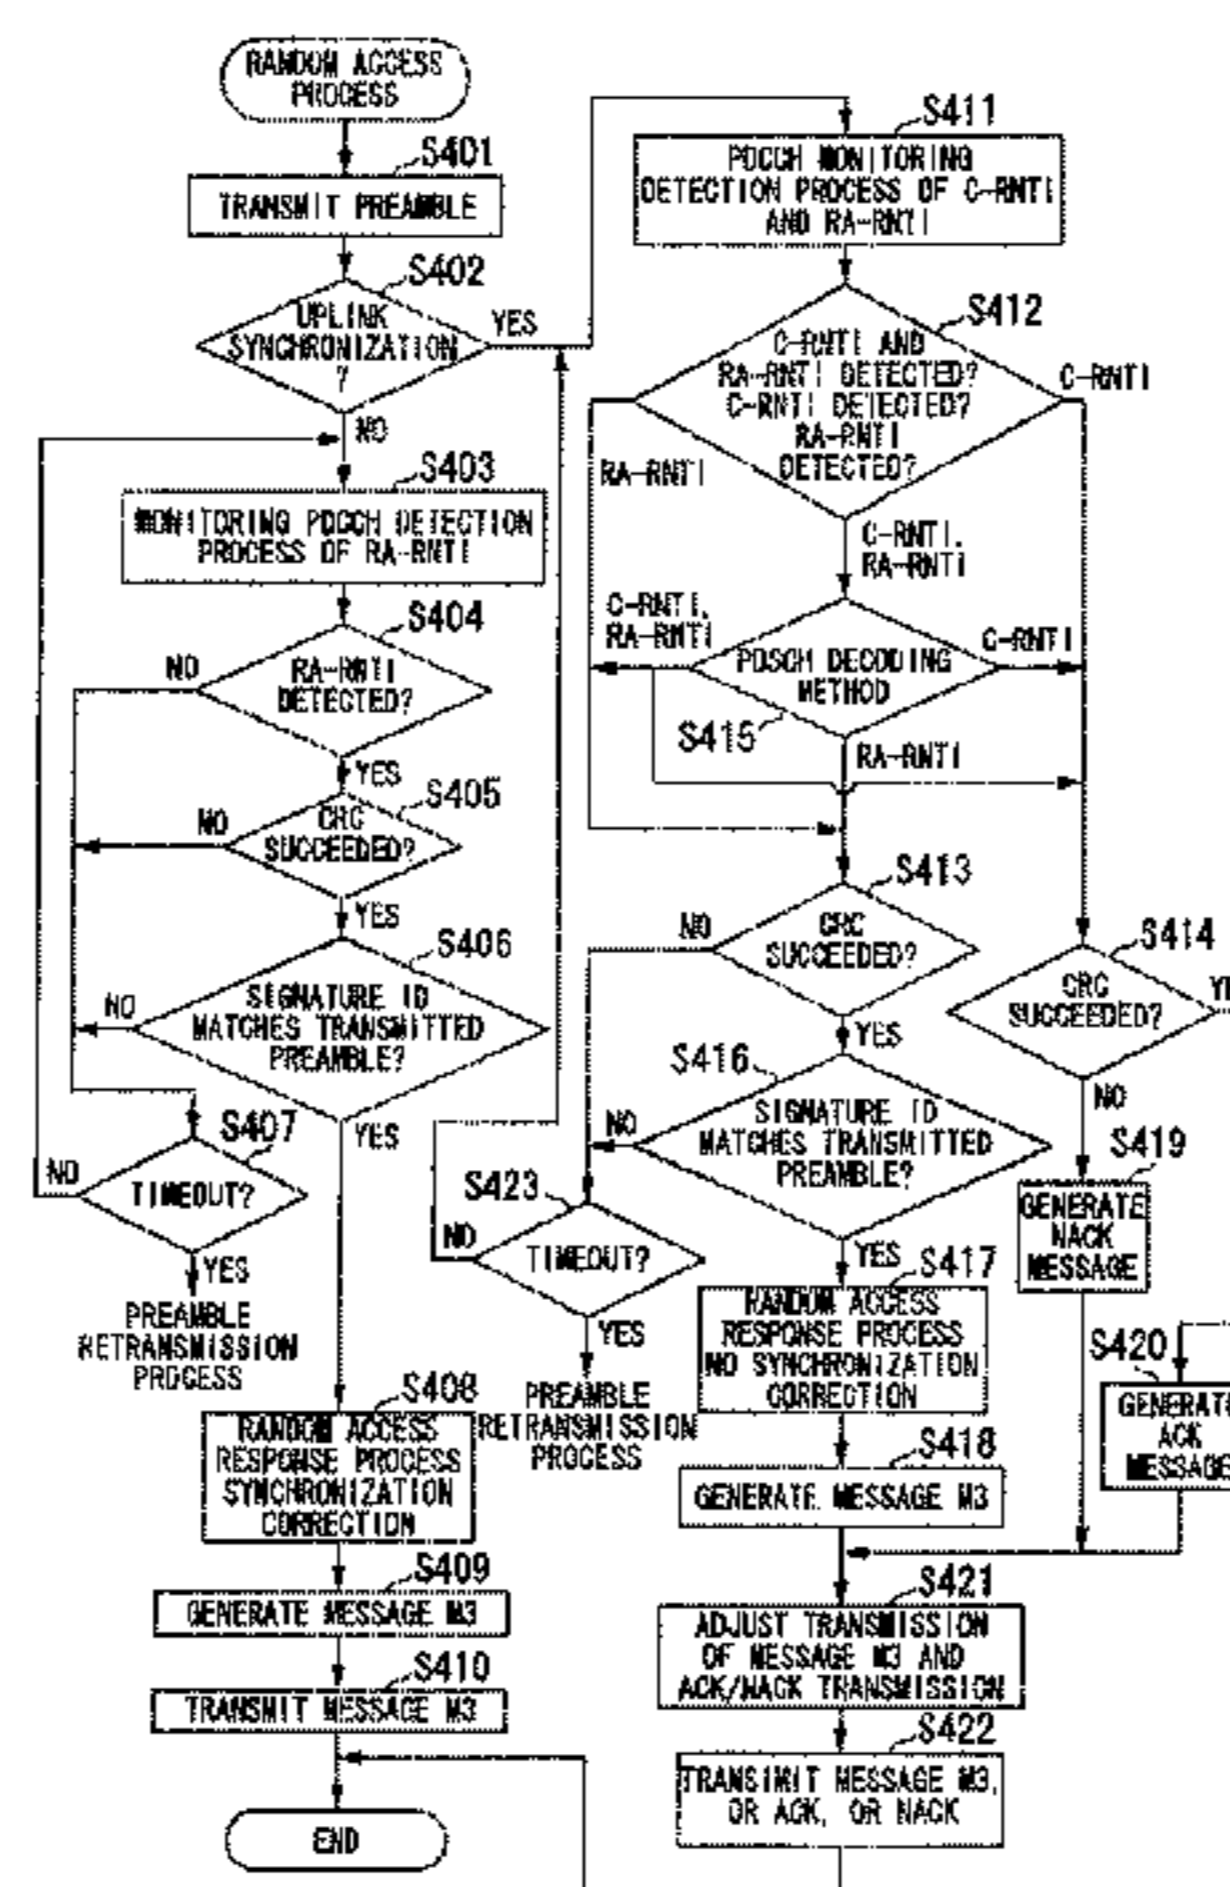 RANDOM ACCESS
PROCESS
S401
TRANSMIT PREAMBLE
S402
UPLINK
SYNCHRONIZATION
?
YES
NO
S403
MONITORING PDCCH DETECTION
PROCESS OF RA-RNTI
S404
RA-RNTI
DETECTED?
NO
YES
S405
CRC
SUCCEEDED?
NO
YES
S406
SIGNATURE ID
MATCHES TRANSMITTED
PREAMBLE?
NO
YES
S407
TIMEOUT?
NO
YES
PREAMBLE
RETRANSMISSION
PROCESS
S408
RANDOM ACCESS
RESPONSE PROCESS
SYNCHRONIZATION
CORRECTION
S409
GENERATE MESSAGE M3
S410
TRANSMIT MESSAGE M3
END
S411
PDCCH MONITORING
DETECTION PROCESS OF C-RNTI
AND RA-RNTI
S412
C-RNTI AND
RA-RNTI DETECTED?
C-RNTI DETECTED?
RA-RNTI
DETECTED?
C-RNTI
RA-RNTI
C-RNTI,
RA-RNTI
C-RNTI,
RA-RNTI
PDSCH DECODING
METHOD
C-RNTI
S415
RA-RNTI
S413
CRC
SUCCEEDED?
NO
YES
S414
CRC
SUCCEEDED?
NO
S416
SIGNATURE ID
MATCHES TRANSMITTED
PREAMBLE?
NO
YES
S423
TIMEOUT?
NO
YES
PREAMBLE
RETRANSMISSION
PROCESS
S417
RANDOM ACCESS
RESPONSE PROCESS
NO SYNCHRONIZATION
CORRECTION
S418
GENERATE MESSAGE M3
S419
GENERATE
NACK
MESSAGE
S420
GENERATE
ACK
MESSAGE
S421
ADJUST TRANSMISSION
OF MESSAGE M3 AND
ACK/NACK TRANSMISSION
S422
TRANSIMIT MESSAGE M3,
OR ACK, OR NACK